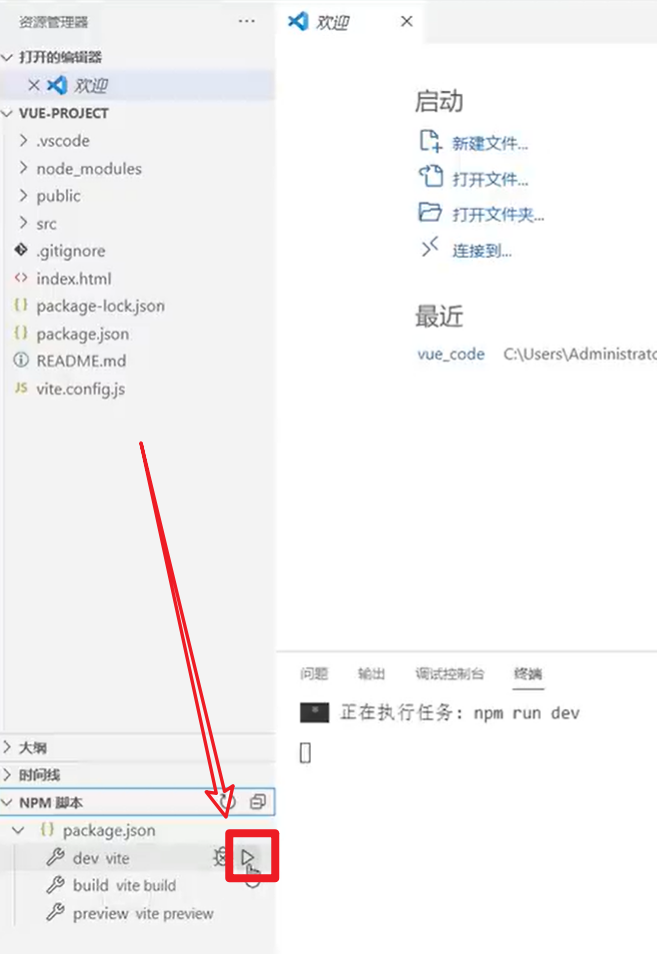 资源管理器
打开的编辑器
欢迎
VUE-PROJECT
.vscode
node_modules
public
src
.gitignore
index.html
package-lock.json
package.json
README.md
JS vite.config.js
大纲
时间线
NPM 脚本
package.json
dev vite
build vite build
preview vite preview
欢迎
启动
新建文件...
打开文件...
打开文件夹...
连接到...
最近
vue_code C:\Users\Administrato
问题 输出 调试控制台 终端
正在执行任务: npm run dev